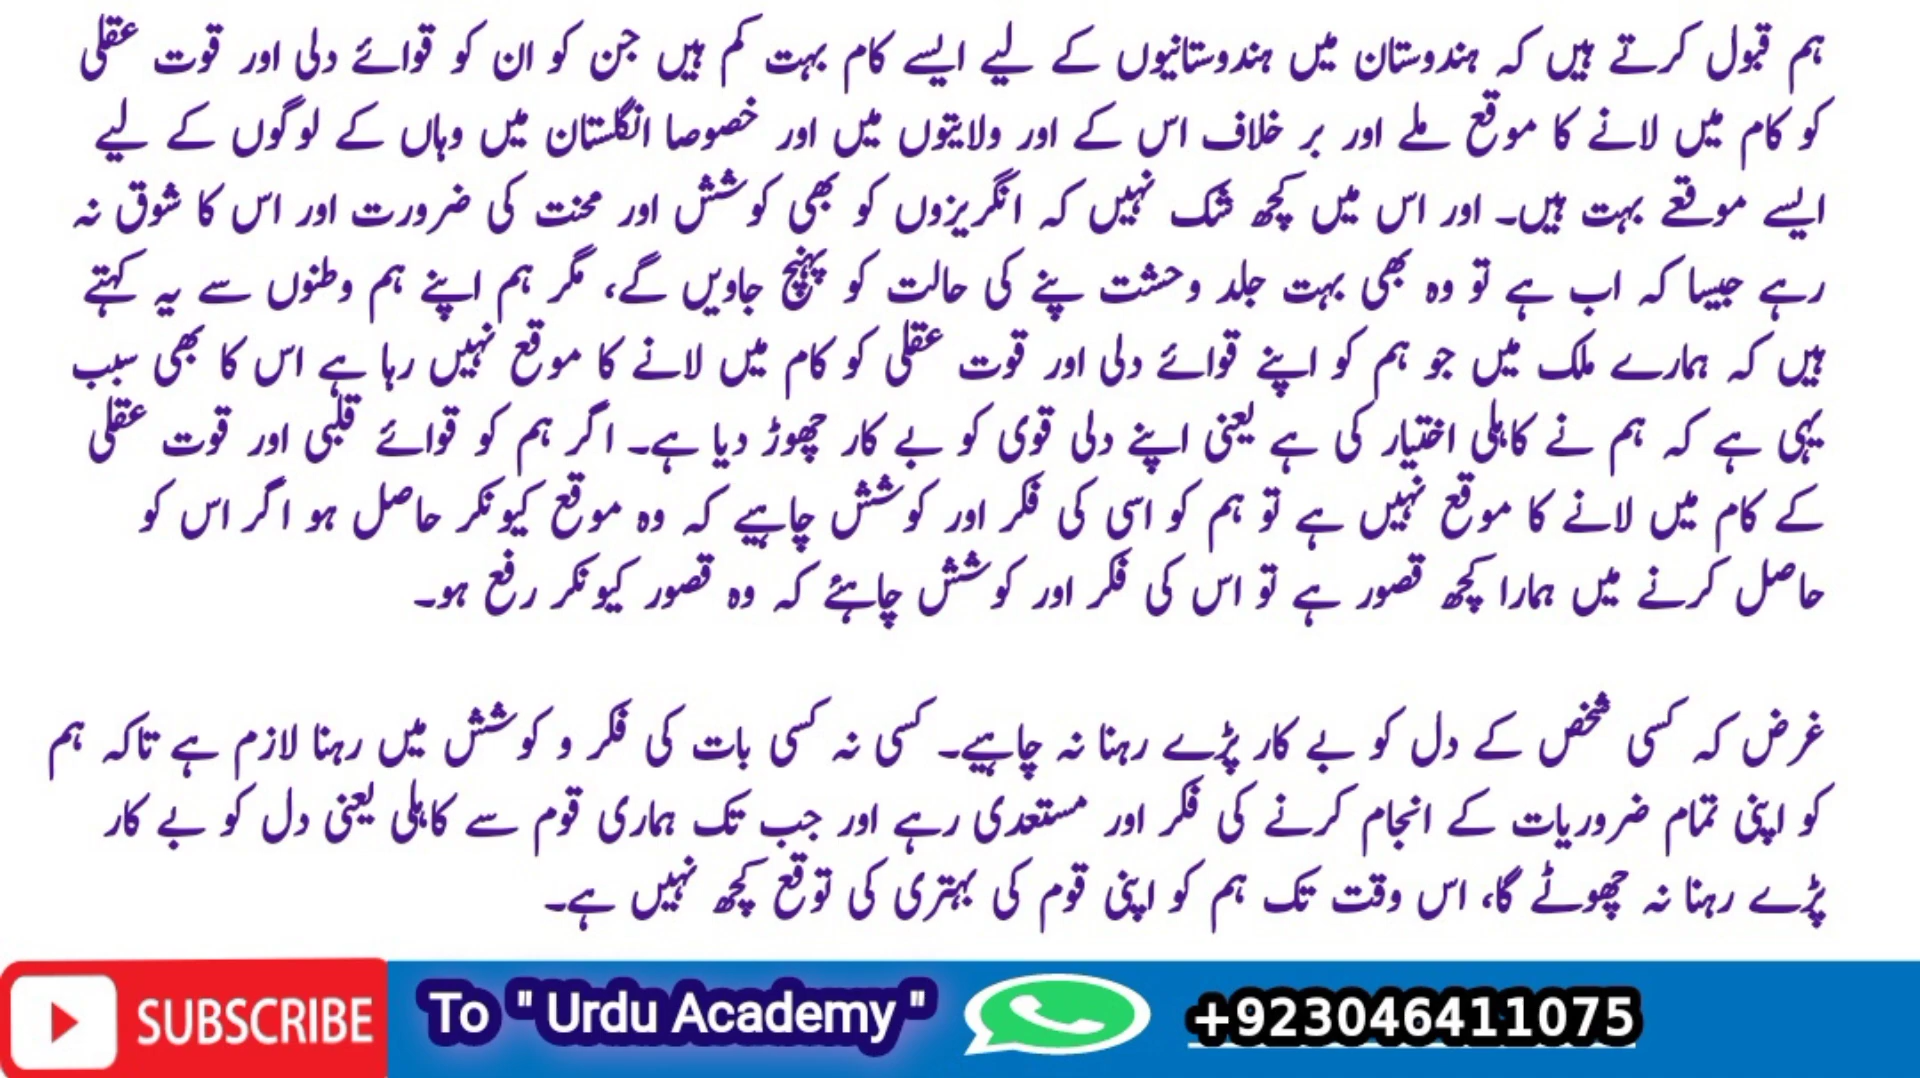 ہم قبول کرتے ہیں کہ ہندوستان میں ہندوستانیوں کے لیے ایسے کام بہت کم ہیں جن کو ان کو قوائے دلی اور قوت عقلی
کو کام میں لانے کا موقع ملے اور بر خلاف اس کے اور ولایتوں میں اور خصوصا انگلستان میں وہاں کے لوگوں کے لیے
ایسے موقعے بہت ہیں۔ اور اس میں کچھ شک نہیں کہ انگریزوں کو بھی کوشش اور محنت کی ضرورت اور اس کا شوق نہ
رہے جیسا کہ اب ہے تو وہ بھی بہت جلد وحشت پنے کی حالت کو پہنچ جاویں گے، مگر ہم اپنے ہم وطنوں سے یہ کہتے
ہیں کہ ہمارے ملک میں جو ہم کو اپنے قوائے دلی اور قوت عقلی کو کام میں لانے کا موقع نہیں رہا ہے اس کا بھی سبب
یہی ہے کہ ہم نے کاہلی اختیار کی ہے یعنی اپنے دلی قوی کو بے کار چھوڑ دیا ہے۔ اگر ہم کو قوائے قلبی اور قوت عقلی
کے کام میں لانے کا موقع نہیں ہے تو ہم کو اسی کی فکر اور کوشش چاہیے کہ وہ موقع کیونکر حاصل ہو اگر اس کو
حاصل کرنے میں ہمارا کچھ قصور ہے تو اس کی فکر اور کوشش چاہئے کہ وہ قصور کیونکر رفع ہو۔
غرض کہ کسی شخص کے دل کو بے کار پڑے رہنا نہ چاہیے۔ کسی نہ کسی بات کی فکر و کوشش میں رہنا لازم ہے تاکہ ہم
کو اپنی تمام ضروریات کے انجام کرنے کی فکر اور مستعدی رہے اور جب تک ہماری قوم سے کاہلی یعنی دل کو بے کار
پڑے رہنا نہ چھوٹے گا، اس وقت تک ہم کو اپنی قوم کی بہتری کی توقع کچھ نہیں ہے۔
SUBSCRIBE To " Urdu Academy " +923046411075